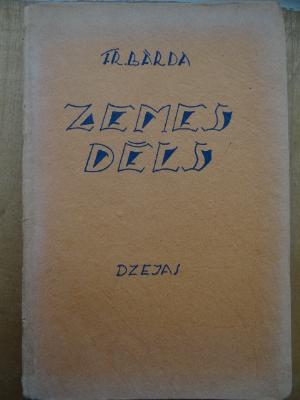 FR. BĀRDA
ZEMES
DĒLS
DZEJAS